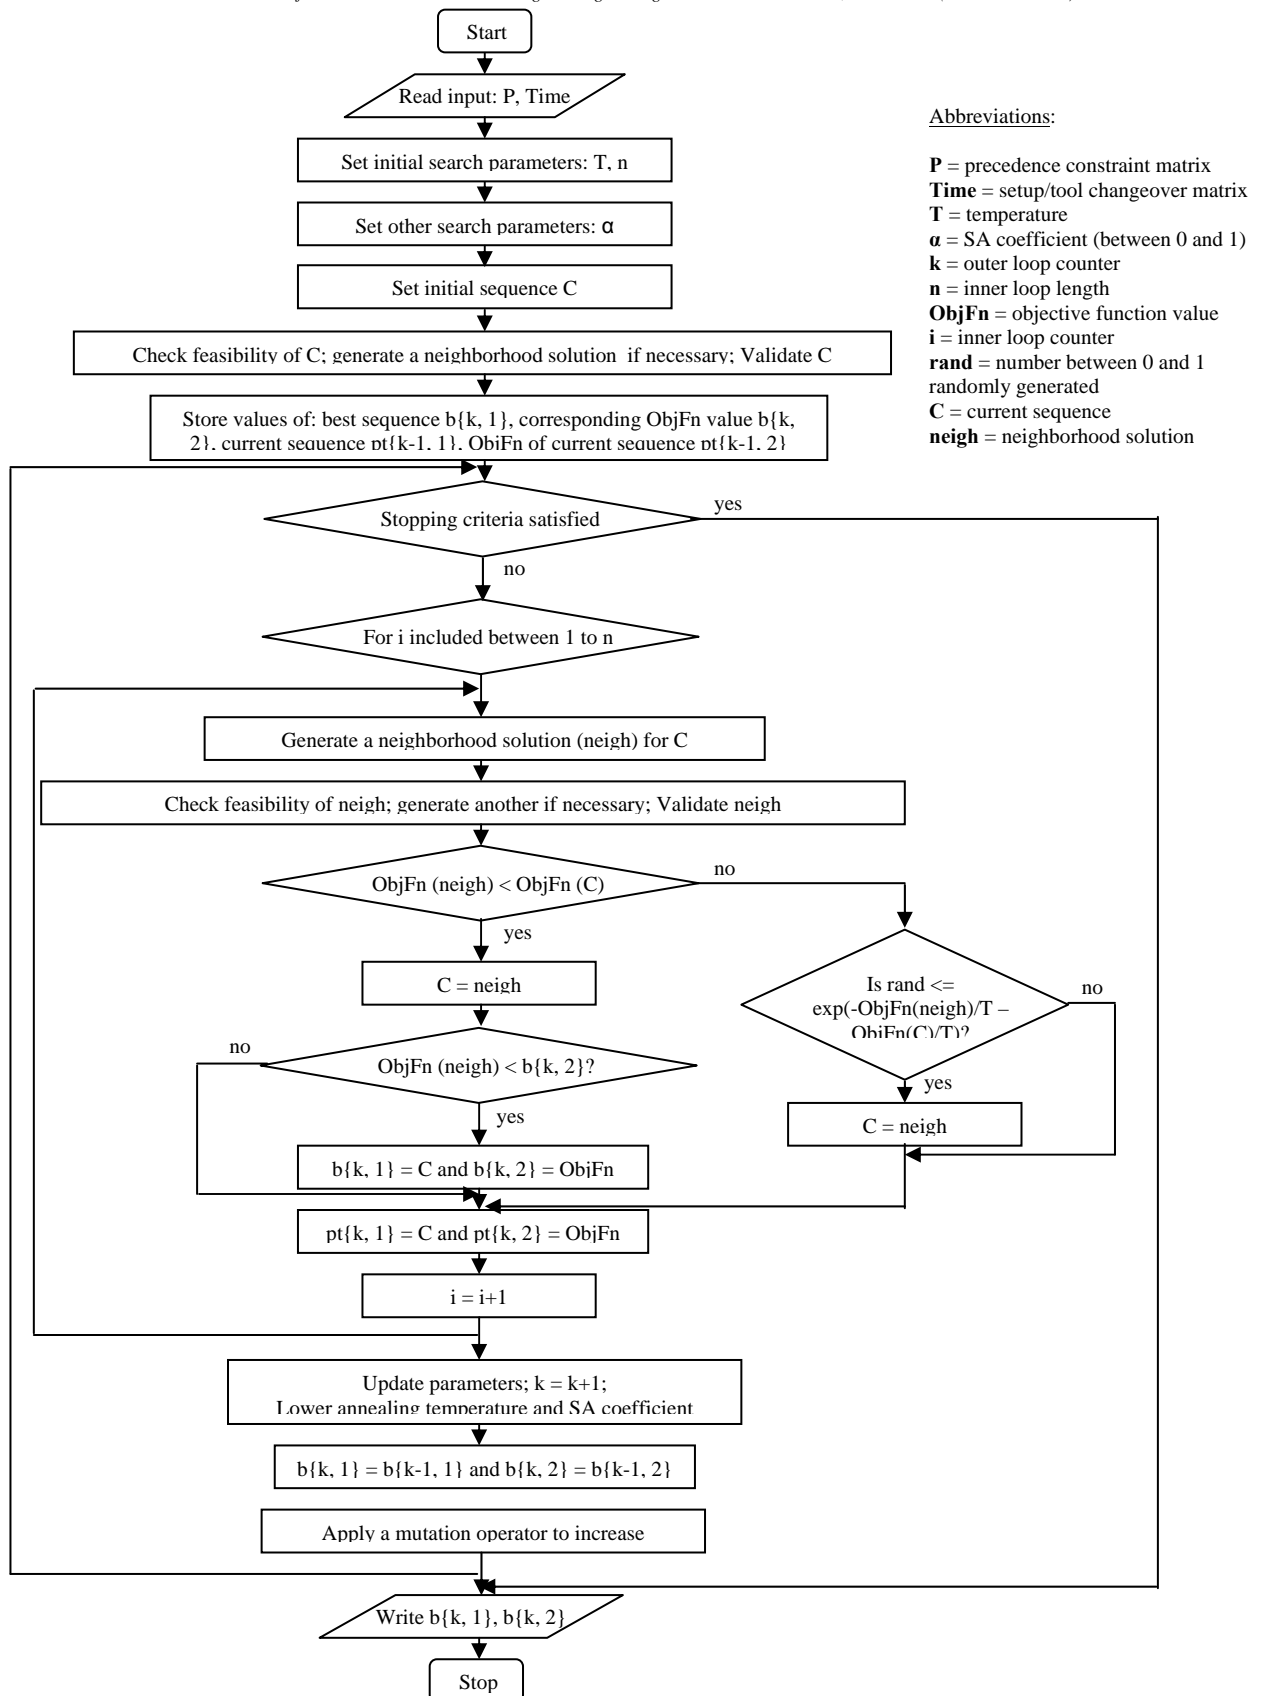 Start
Read input: P, Time
Set initial search parameters: T, n
Set other search parameters: α
Set initial sequence C
Check feasibility of C; generate a neighborhood solution if necessary; Validate C
Store values of: best sequence b{k, 1}, corresponding ObjFn value b{k,
2}, current sequence pt{k-1, 1}, ObjFn of current sequence pt{k-1, 2}
Abbreviations:
P = precedence constraint matrix
Time = setup/tool changeover matrix
T = temperature
α = SA coefficient (between 0 and 1)
k = outer loop counter
n = inner loop length
ObjFn = objective function value
i = inner loop counter
rand = number between 0 and 1
randomly generated
C = current sequence
neigh = neighborhood solution
Stopping criteria satisfied
yes
no
For i included between 1 to n
Generate a neighborhood solution (neigh) for C
Check feasibility of neigh; generate another if necessary; Validate neigh
ObjFn (neigh) < ObjFn (C)
no
yes
C = neigh
Is rand <=
exp(-ObjFn(neigh)/T –
ObjFn(C)/T)?
no
yes
C = neigh
ObjFn (neigh) < b{k, 2}?
no
yes
b{k, 1} = C and b{k, 2} = ObjFn
pt{k, 1} = C and pt{k, 2} = ObjFn
i = i+1
Update parameters; k = k+1;
Lower annealing temperature and SA coefficient
b{k, 1} = b{k-1, 1} and b{k, 2} = b{k-1, 2}
Apply a mutation operator to increase
Write b{k, 1}, b{k, 2}
Stop